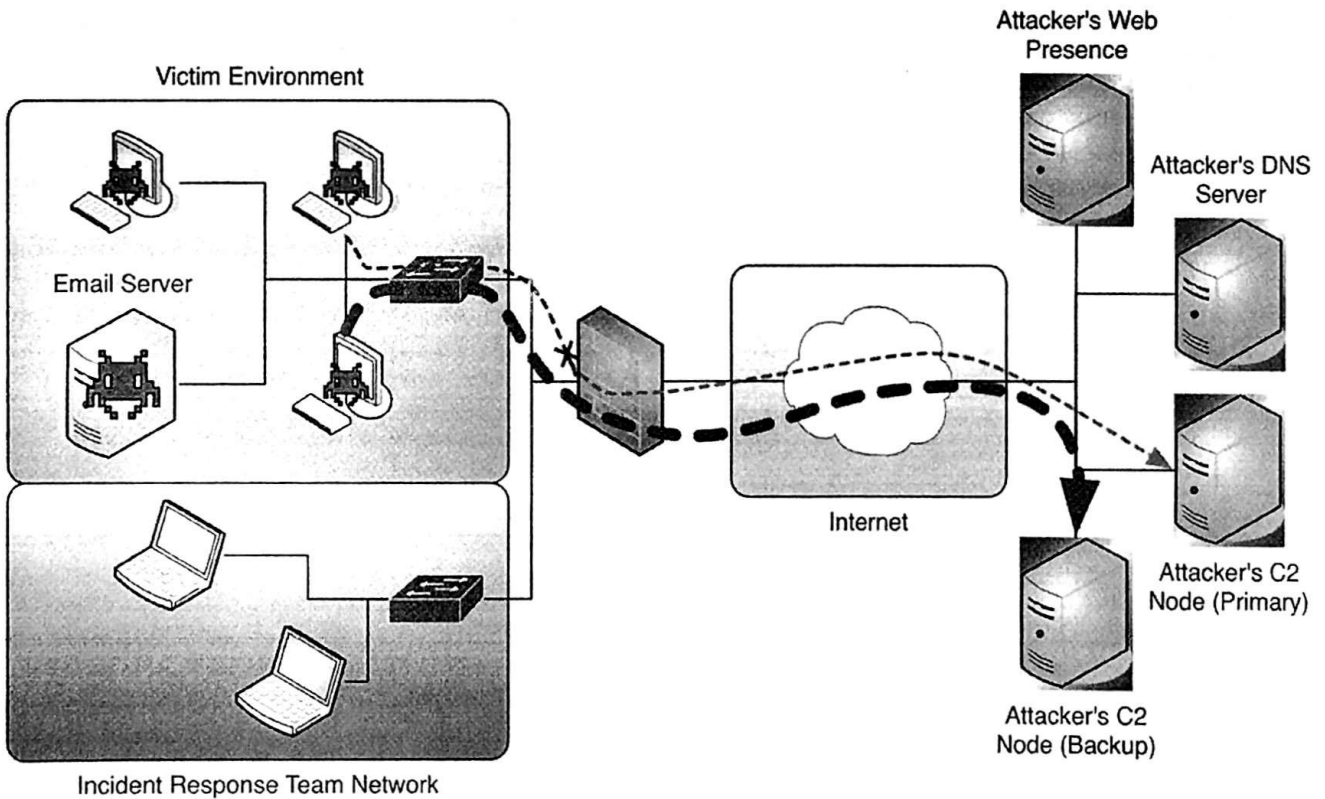 Attacker's Web
Presence
Victim Environment
Attacker's DNS
Server
Email Server
Internet
Attacker's C2
Node (Primary)
Attacker's C2
Node (Backup)
Incident Response Team Network